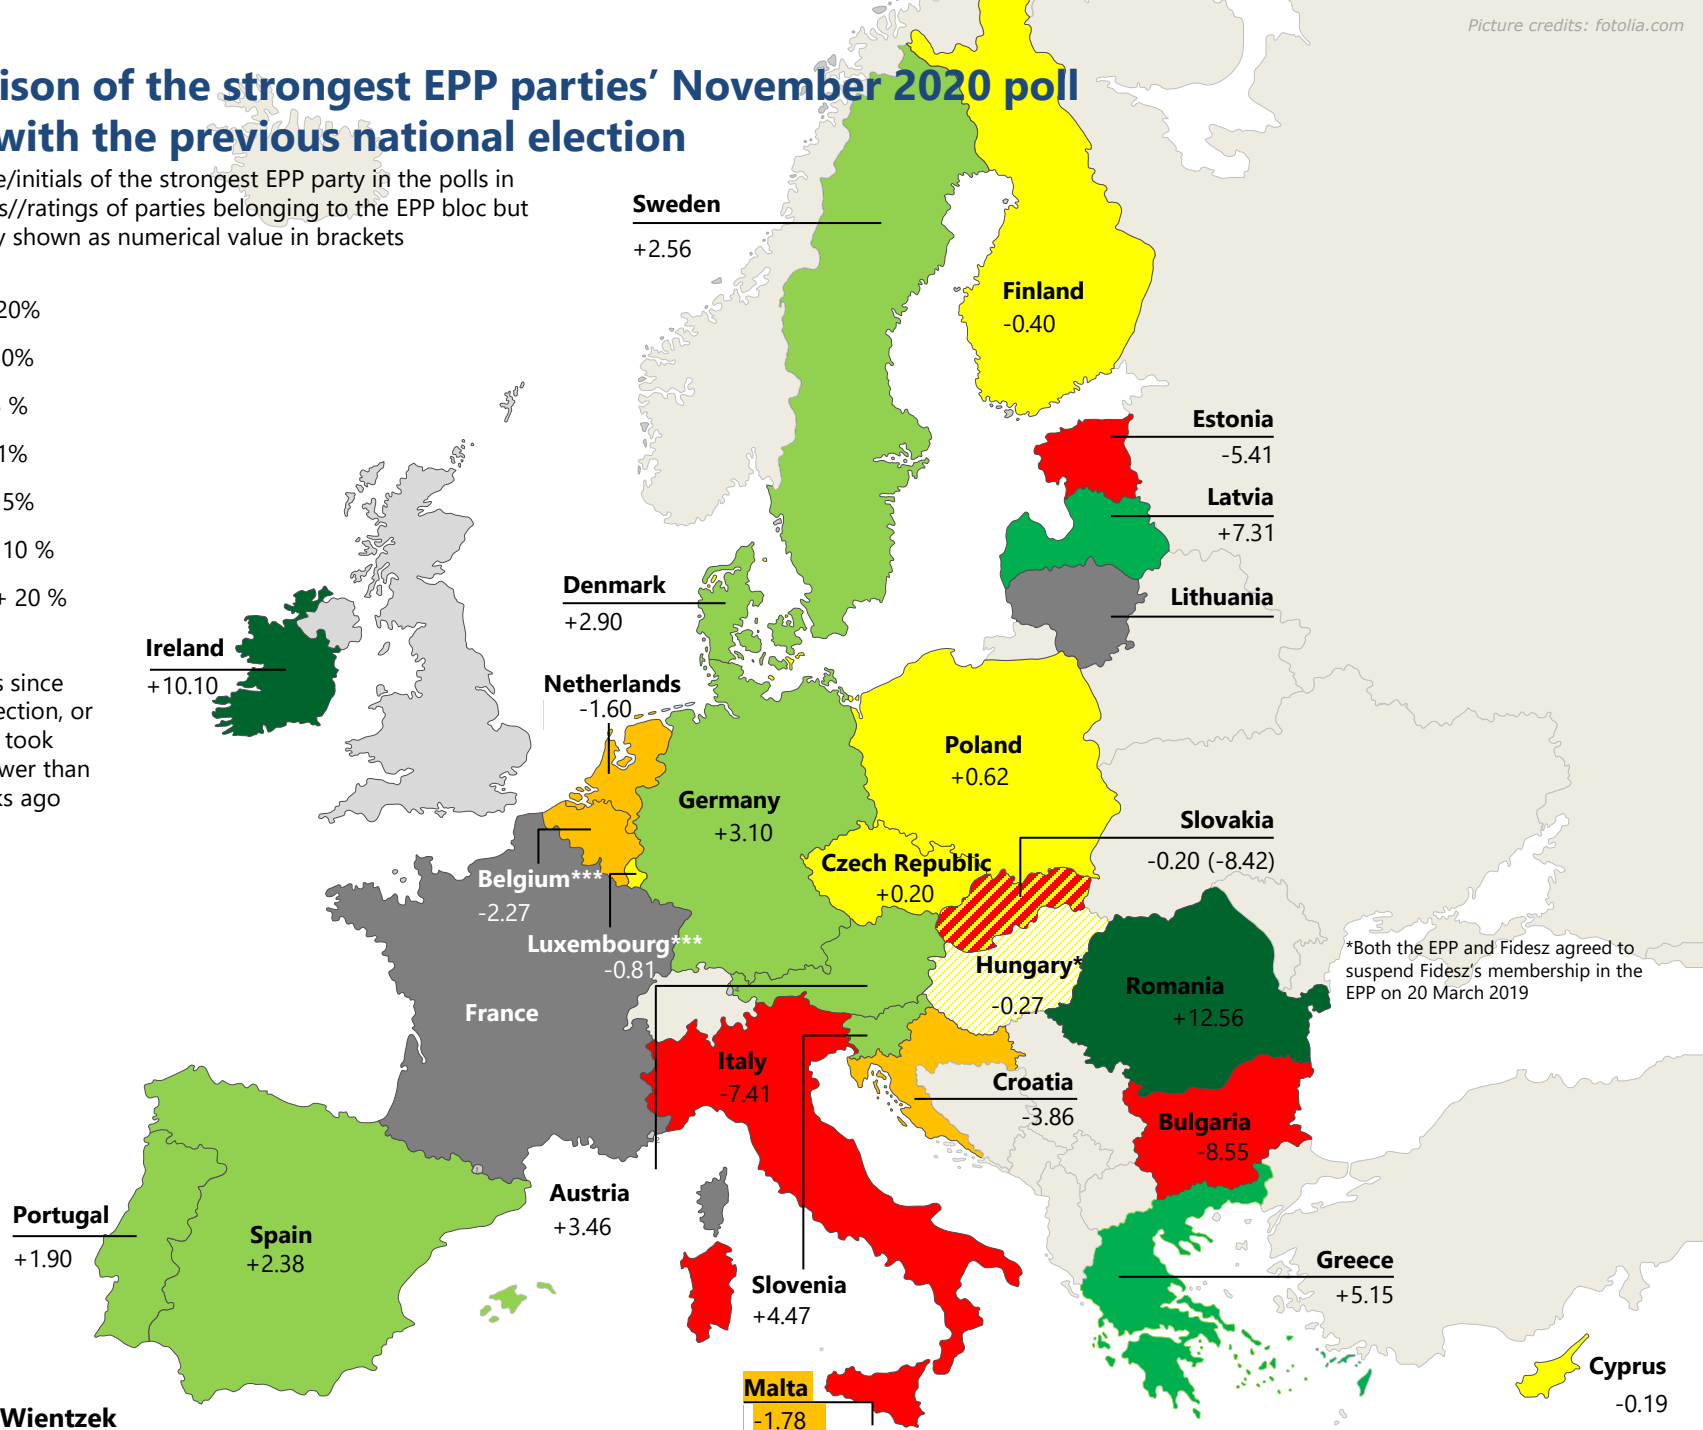 Picture credits: fotolia.com
ison of the strongest EPP parties’ November 2020 poll
with the previous national election
e/initials of the strongest EPP party in the polls in
s//ratings of parties belonging to the EPP bloc but
y shown as numerical value in brackets
20%
0%
%
1%
5%
10 %
+ 20 %
s since
ection, or
took
wer than
ks ago
Sweden
+2.56
Finland
-0.40
Estonia
-5.41
Latvia
+7.31
Lithuania
Denmark
+2.90
Ireland
+10.10
Netherlands
-1.60
Poland
+0.62
Germany
+3.10
Slovakia
-0.20 (-8.42)
Czech Republic
+0.20
Belgium***
-2.27
Luxembourg***
-0.81
Hungary*
-0.27
*Both the EPP and Fidesz agreed to
suspend Fidesz’s membership in the
EPP on 20 March 2019
Romania
+12.56
France
Italy
-7.41
Croatia
-3.86
Bulgaria
-8.55
Austria
+3.46
Portugal
+1.90
Spain
+2.38
Slovenia
+4.47
Greece
+5.15
Malta
-1.78
Cyprus
-0.19
Wientzek